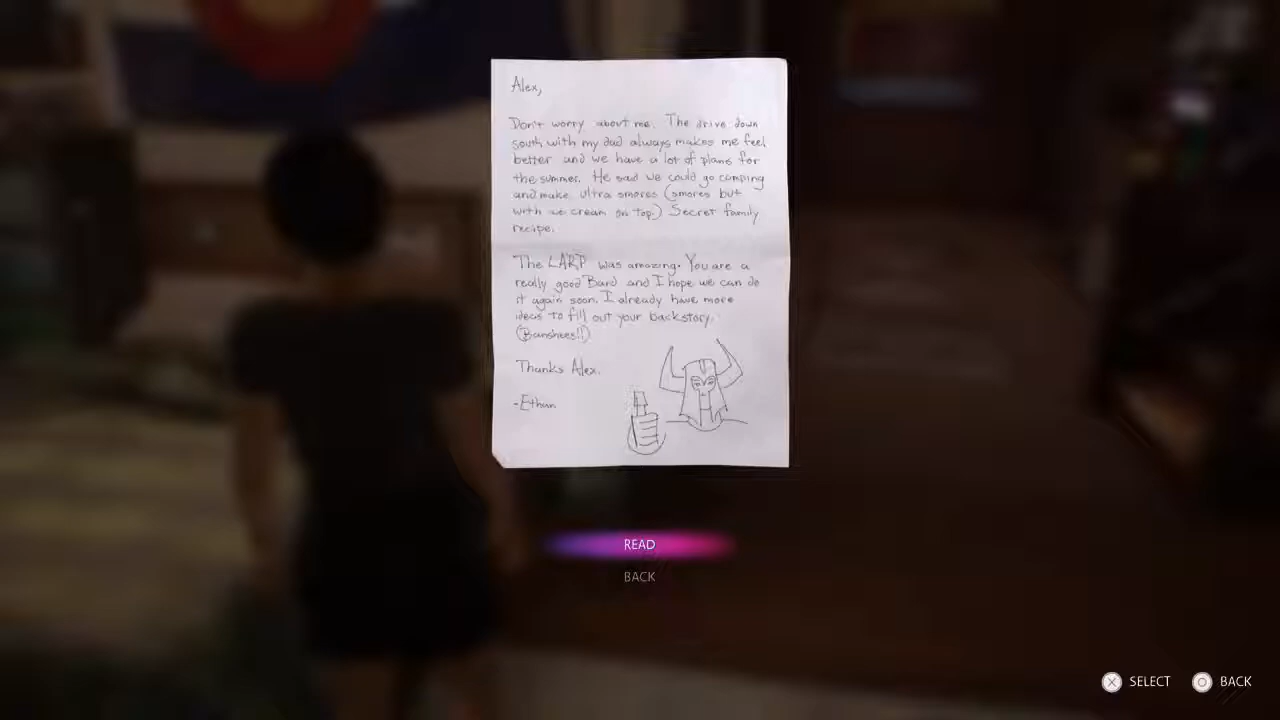 Alex,
Don't worry about me. The drive down
south with my dad always makes me feel
better and we have a lot of plans for
the summer. He said we could go camping
and make ultra smores (smores but
with ice cream on top.) Secret family
recipe.
The LARP was amazing. You are a
really good Bard and I hope we can do
it again soon. I already have more
ideas to fill out your backstory.
(Banshees!!)
Thanks Alex.
-Ethan
READ
BACK
SELECT
BACK